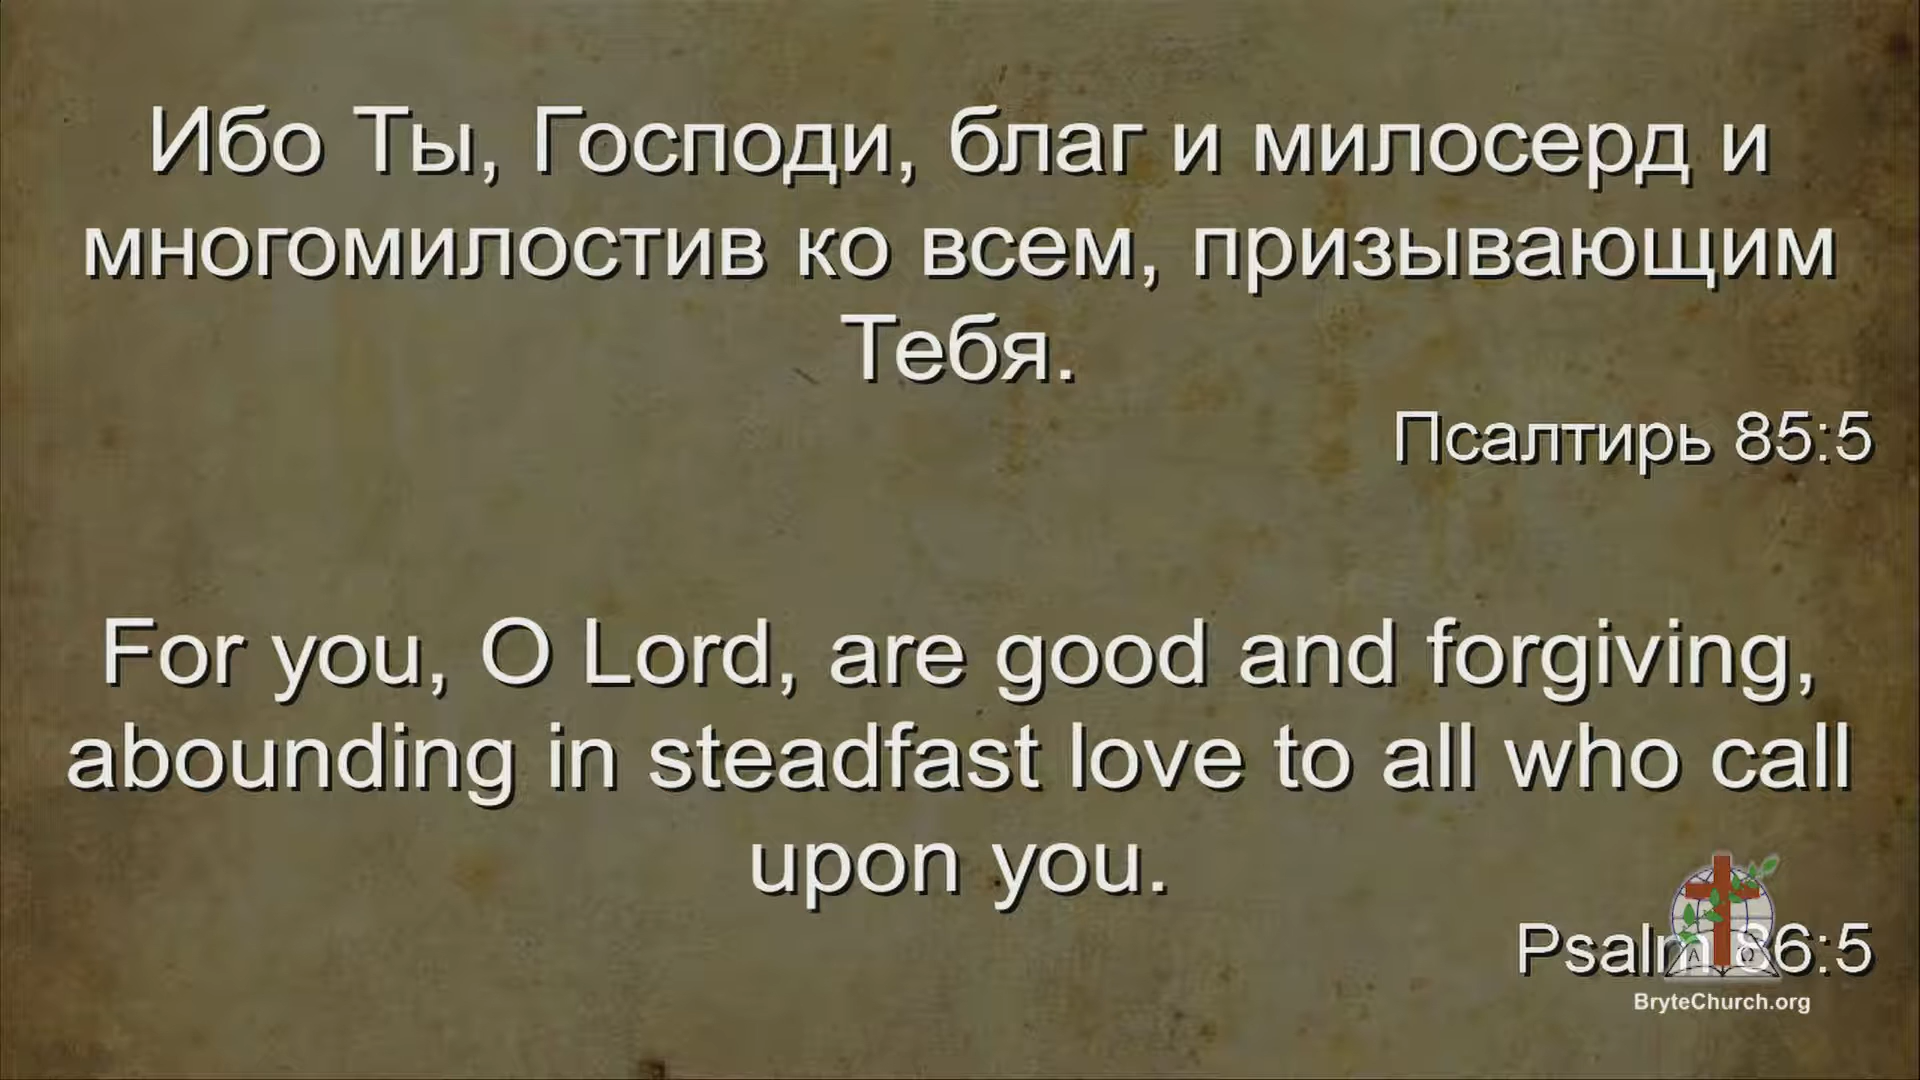 Ибо Ты, Господи, благ и милосерд и
многомилостив ко всем, призывающим
Тебя.
Псалтирь 85:5
For you, O Lord, are good and forgiving,
abounding in steadfast love to all who call
upon you.
Psalm 86:5
A Ω
BryteChurch.org